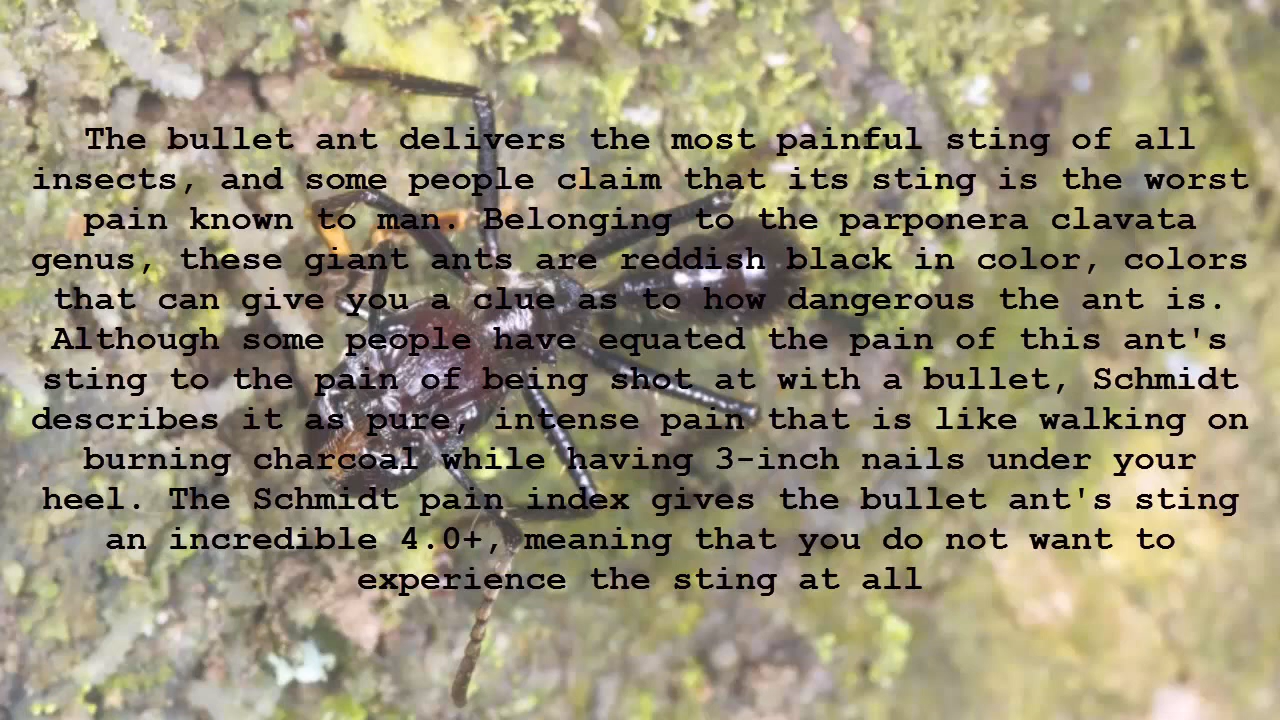 The bullet ant delivers the most painful sting of all
insects, and some people claim that its sting is the worst
pain known to man. Belonging to the parponera clavata
genus, these giant ants are reddish black in color, colors
that can give you a clue as to how dangerous the ant is.
Although some people have equated the pain of this ant's
sting to the pain of being shot at with a bullet, Schmidt
describes it as pure, intense pain that is like walking on
burning charcoal while having 3-inch nails under your
heel. The Schmidt pain index gives the bullet ant's sting
an incredible 4.0+, meaning that you do not want to
experience the sting at all